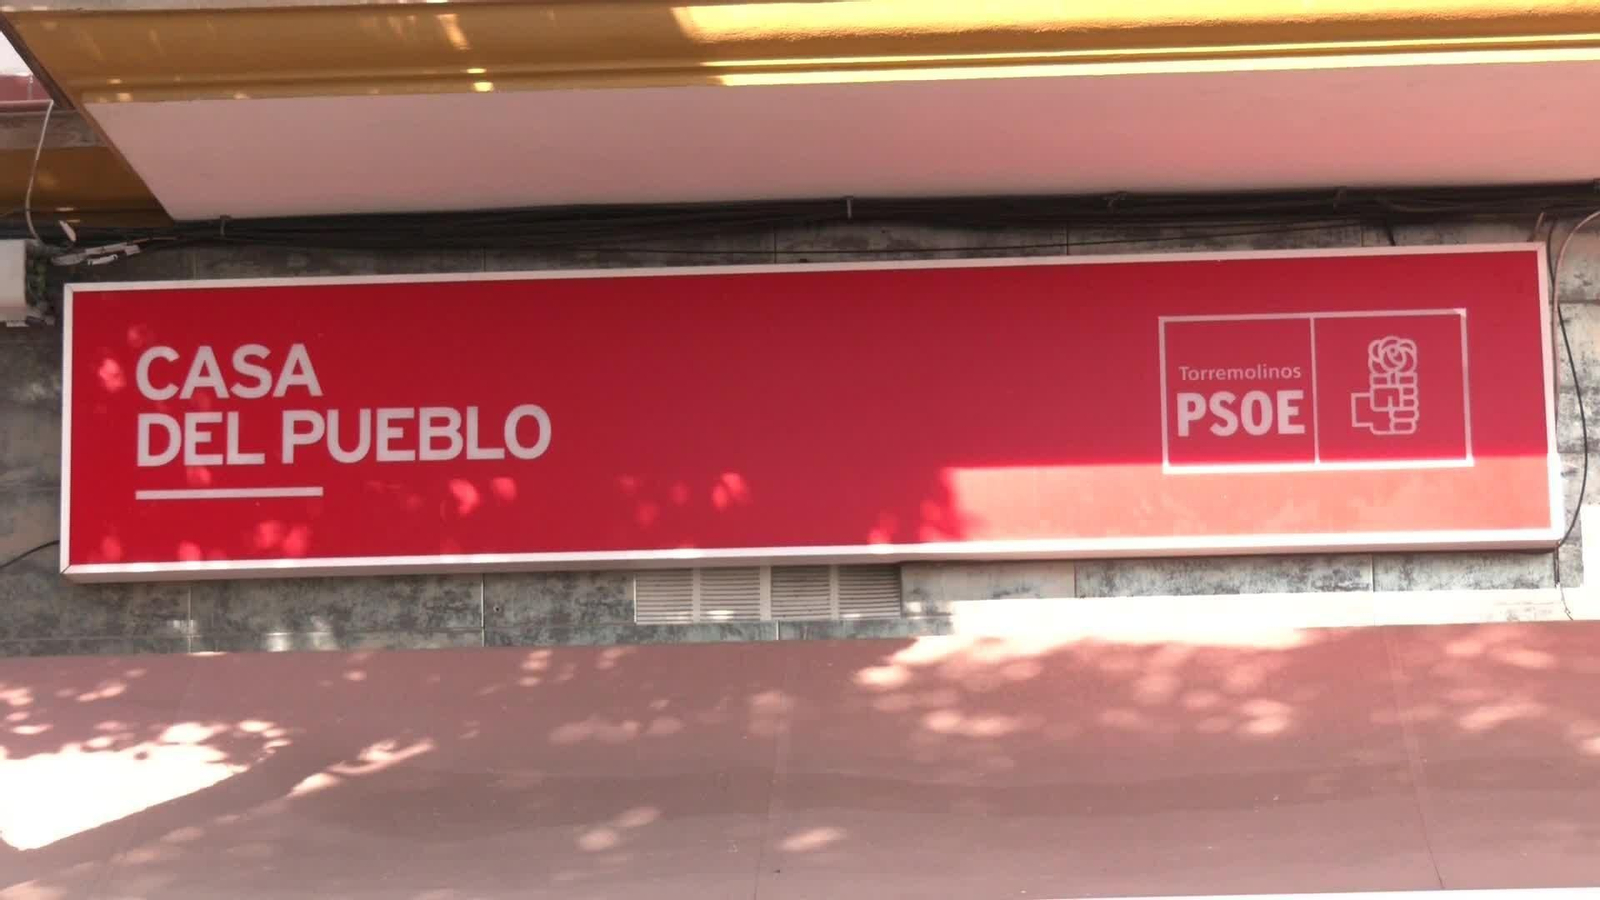 CASA
DEL PUEBLO
Torremolinos
PSOE